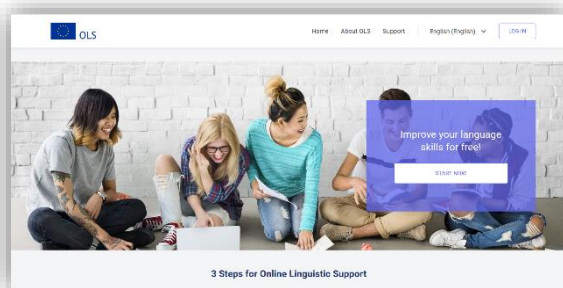 OLS
Home About OLS Support English (English) LOG IN
Improve your language
skills for free!
START NOW
3 Steps for Online Linguistic Support